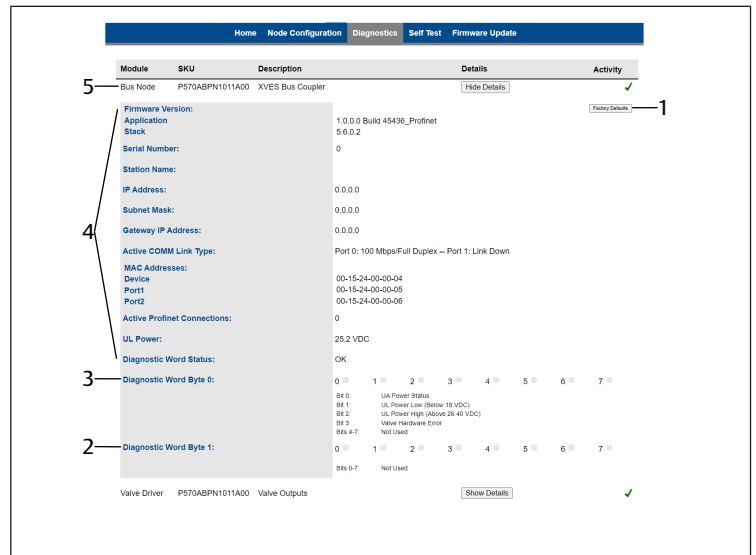 Home Node Configuration Diagnostics Self Test Firmware Update
Module SKU Description Details Activity
5 Bus Node P570ABPN1011A00 XVES Bus Coupler Hide Details
Firmware Version: Factory Defaults 1
Application 1.0.0.0 Build 45436_Profinet
Stack 5.6.0.2
Serial Number: 0
Station Name:
IP Address: 0.0.0.0
Subnet Mask: 0.0.0.0
4 Gateway IP Address: 0.0.0.0
Active COMM Link Type: Port 0: 100 Mbps/Full Duplex -- Port 1: Link Down
MAC Addresses:
Device 00-15-24-00-00-04
Port1 00-15-24-00-00-05
Port2 00-15-24-00-00-06
Active Profinet Connections: 0
UL Power: 25.2 VDC
Diagnostic Word Status: OK
3 Diagnostic Word Byte 0: 0 1 2 3 4 5 6 7
Bit 0: UA Power Status
Bit 1: UL Power Low (Below 18 VDC)
Bit 2: UL Power High (Above 26.40 VDC)
Bit 3: Valve Hardware Error
Bits 4-7: Not Used
2 Diagnostic Word Byte 1: 0 1 2 3 4 5 6 7
Bits 0-7: Not Used
Valve Driver P570ABPN1011A00 Valve Outputs Show Details